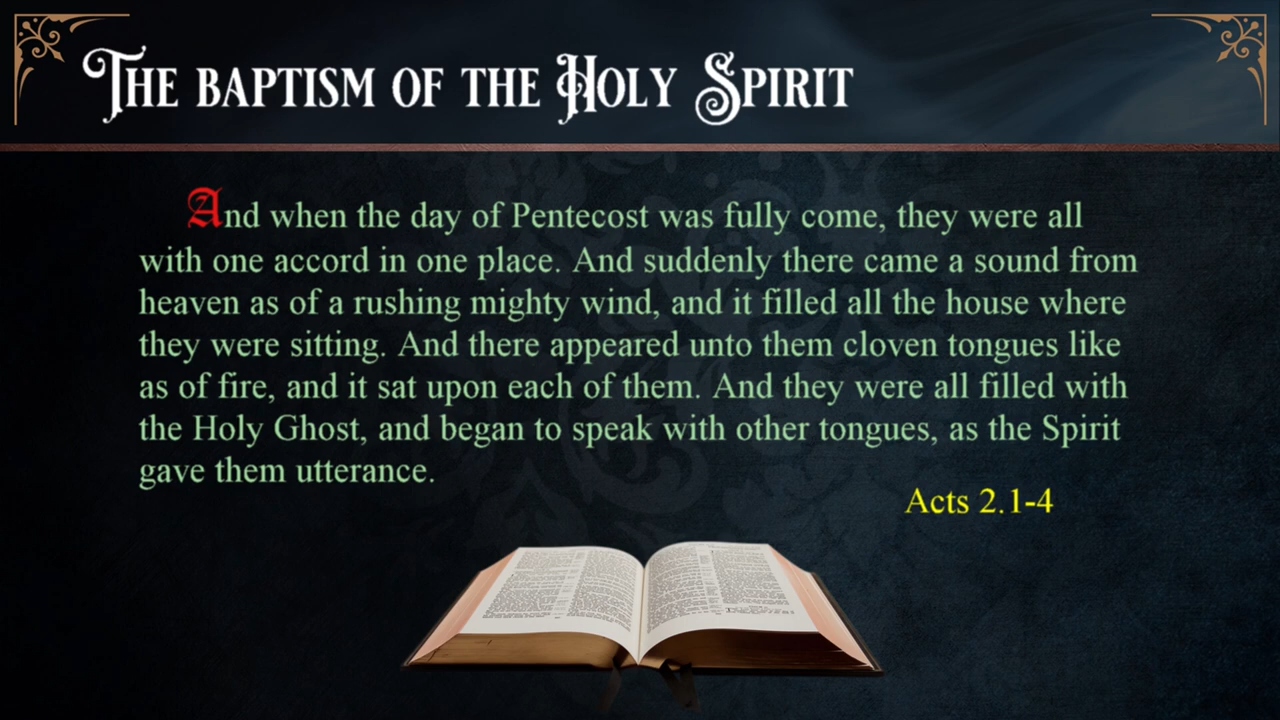 The baptism of the Holy Spirit
And when the day of Pentecost was fully come, they were all
with one accord in one place. And suddenly there came a sound from
heaven as of a rushing mighty wind, and it filled all the house where
they were sitting. And there appeared unto them cloven tongues like
as of fire, and it sat upon each of them. And they were all filled with
the Holy Ghost, and began to speak with other tongues, as the Spirit
gave them utterance.
Acts 2.1-4